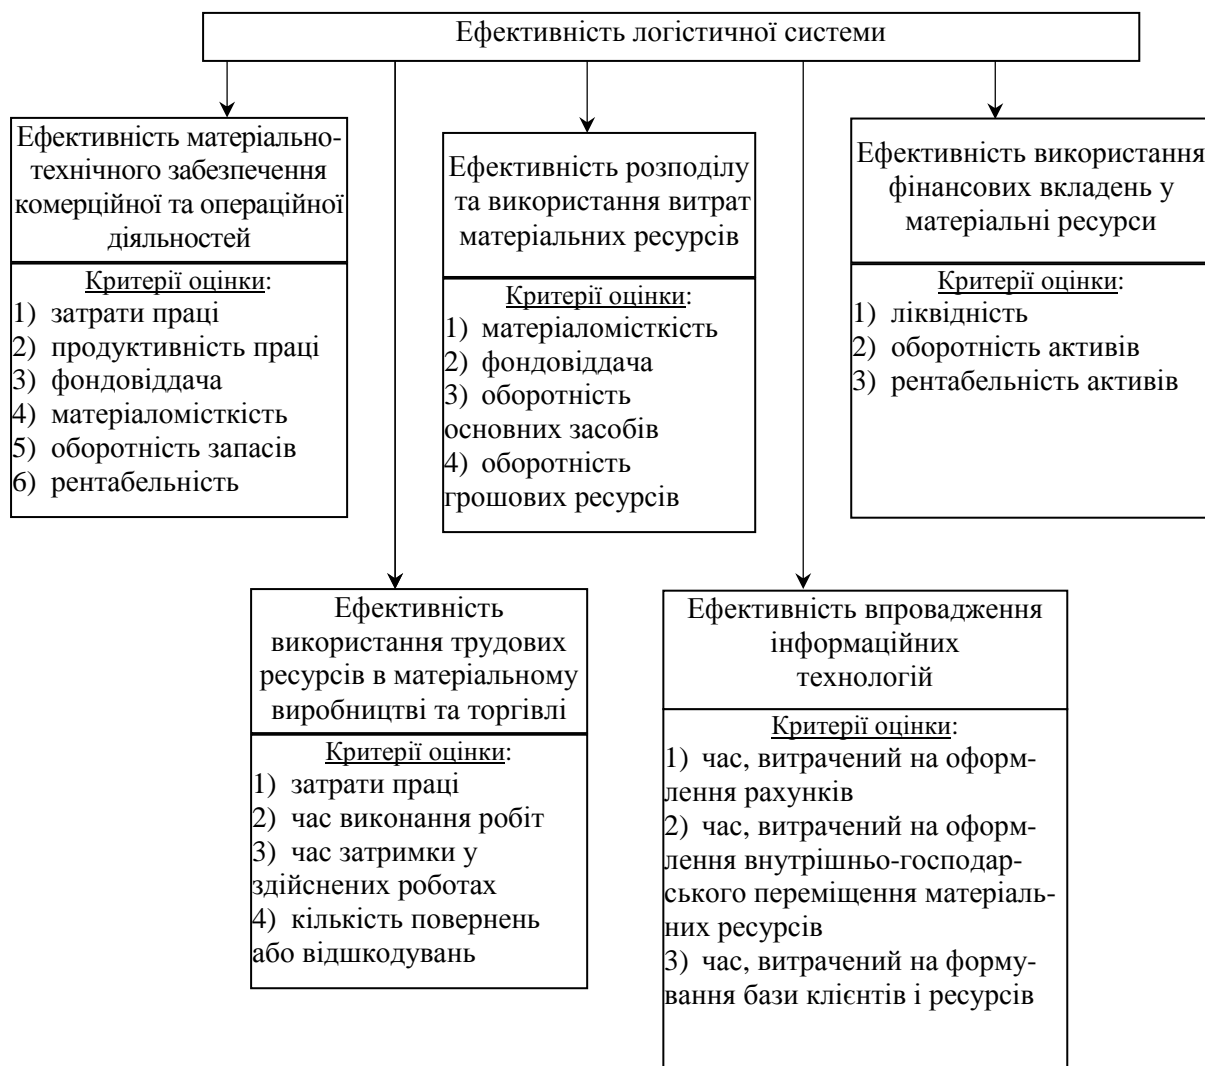 Ефективність логістичної системи
Ефективність матеріально-
технічного забезпечення
комерційної та операційної
діяльностей
Критерії оцінки:
1) затрати праці
2) продуктивність праці
3) фондовіддача
4) матеріаломісткість
5) оборотність запасів
6) рентабельність
Ефективність розподілу
та використання витрат
матеріальних ресурсів
Критерії оцінки:
1) матеріаломісткість
2) фондовіддача
3) оборотність
основних засобів
4) оборотність
грошових ресурсів
Ефективність використання
фінансових вкладень у
матеріальні ресурси
Критерії оцінки:
1) ліквідність
2) оборотність активів
3) рентабельність активів
Ефективність
використання трудових
ресурсів в матеріальному
виробництві та торгівлі
Критерії оцінки:
1) затрати праці
2) час виконання робіт
3) час затримки у
здійснених роботах
4) кількість повернень
або відшкодувань
Ефективність впровадження
інформаційних
технологій
Критерії оцінки:
1) час, витрачений на оформ-
лення рахунків
2) час, витрачений на оформ-
лення внутрішньо-господар-
ського переміщення матеріаль-
них ресурсів
3) час, витрачений на форму-
вання бази клієнтів і ресурсів